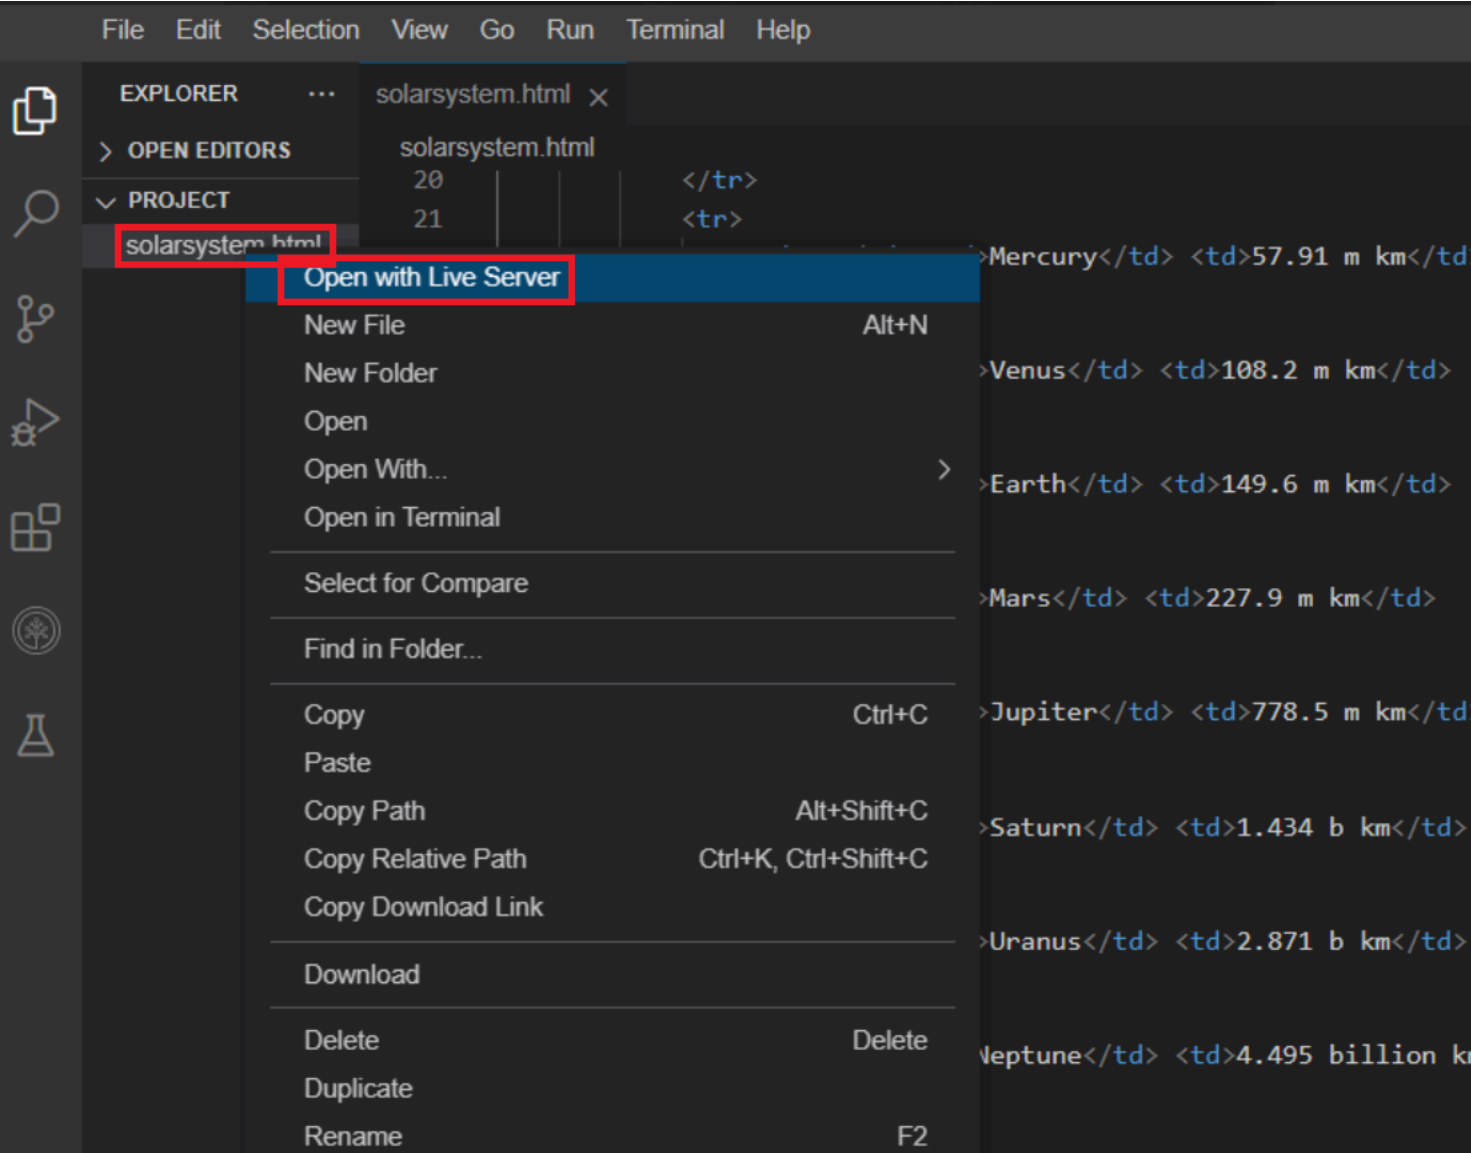 File Edit Selection View Go Run Terminal Help
EXPLORER ···
OPEN EDITORS
PROJECT
solarsystem.html
solarsystem.html
solarsystem.html
20 </tr>
21 <tr>
>Mercury</td> <td>57.91 m km</td
>Venus</td> <td>108.2 m km</td>
>Earth</td> <td>149.6 m km</td>
>Mars</td> <td>227.9 m km</td>
>Jupiter</td> <td>778.5 m km</td
>Saturn</td> <td>1.434 b km</td>
>Uranus</td> <td>2.871 b km</td>
Neptune</td> <td>4.495 billion km
Open with Live Server
New File Alt+N
New Folder
Open
Open With...
Open in Terminal
Select for Compare
Find in Folder...
Copy Ctrl+C
Paste
Copy Path Alt+Shift+C
Copy Relative Path Ctrl+K, Ctrl+Shift+C
Copy Download Link
Download
Delete Delete
Duplicate
Rename F2